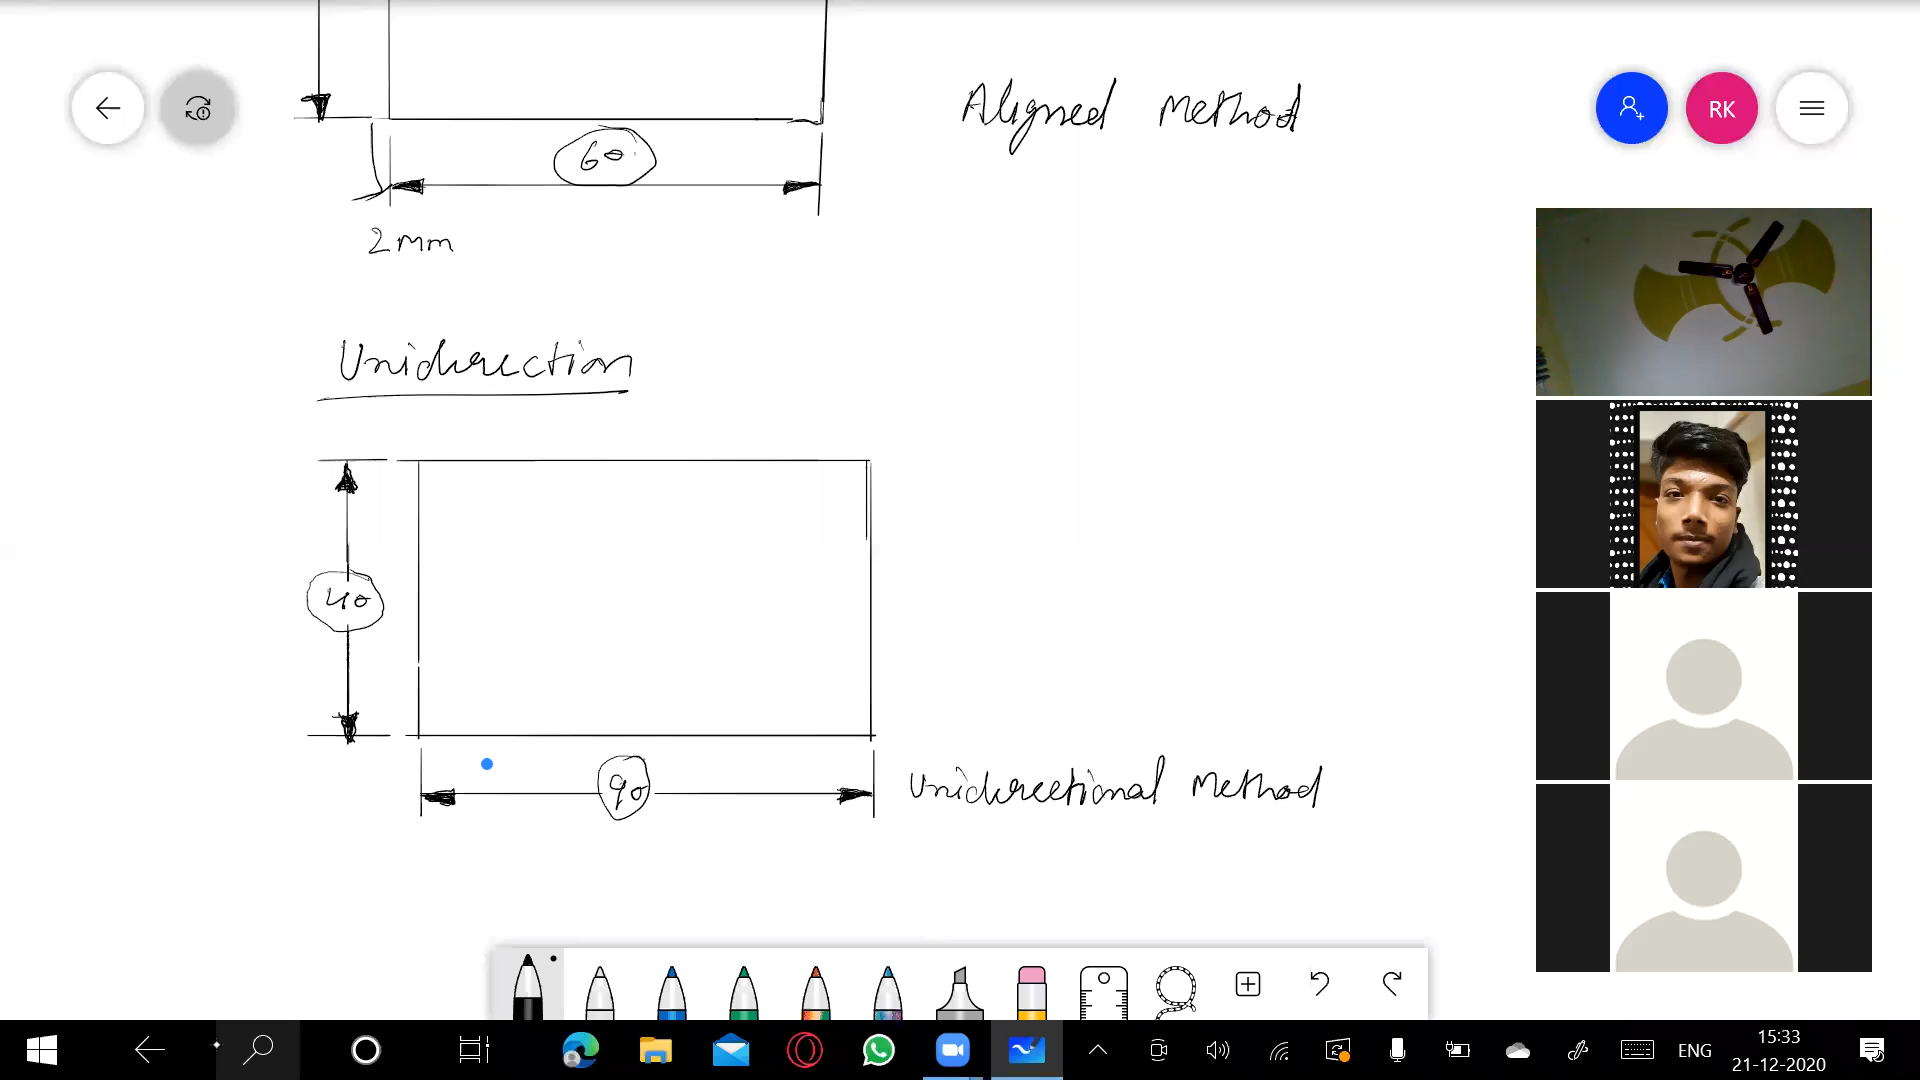 Aligned Method
RK
60
2mm
Unidirection
40
90
Unidirectional Method
ENG
15:33
21-12-2020